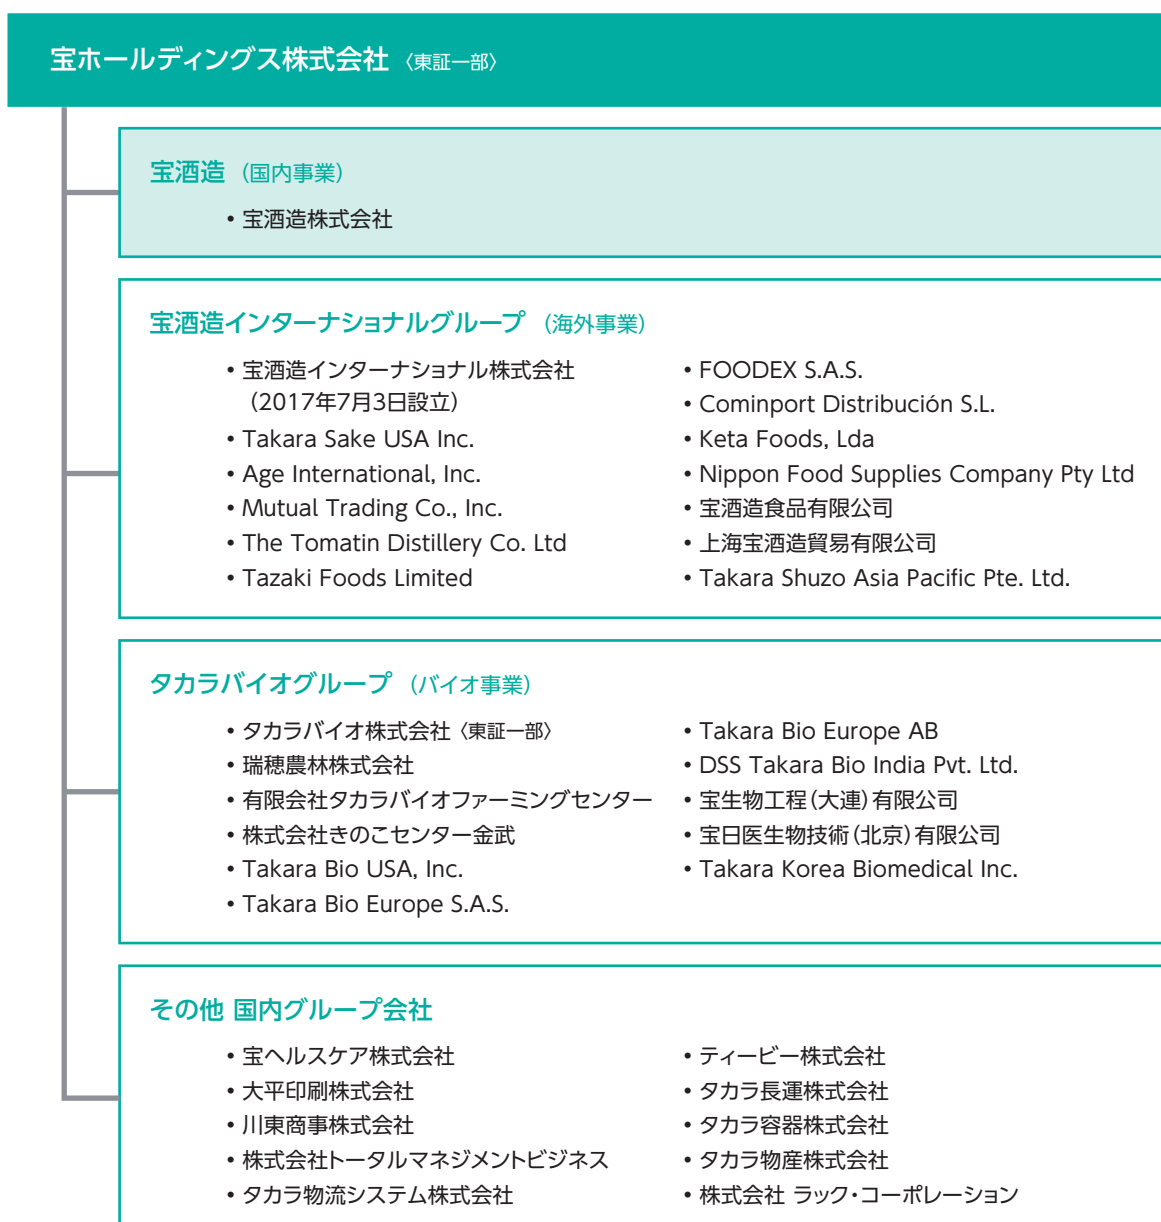 宝ホールディングス株式会社 〈東証一部〉
宝酒造（国内事業）
• 宝酒造株式会社
宝酒造インターナショナルグループ（海外事業）
• 宝酒造インターナショナル株式会社
（2017年7月3日設立）
• Takara Sake USA Inc.
• Age International, Inc.
• Mutual Trading Co., Inc.
• The Tomatin Distillery Co. Ltd
• Tazaki Foods Limited
• FOODEX S.A.S.
• Cominport Distribución S.L.
• Keta Foods, Lda
• Nippon Food Supplies Company Pty Ltd
• 宝酒造食品有限公司
• 上海宝酒造貿易有限公司
• Takara Shuzo Asia Pacific Pte. Ltd.
タカラバイオグループ（バイオ事業）
• タカラバイオ株式会社〈東証一部〉
• 瑞穂農林株式会社
• 有限会社タカラバイオファーミングセンター
• 株式会社きのこセンター金武
• Takara Bio USA, Inc.
• Takara Bio Europe S.A.S.
• Takara Bio Europe AB
• DSS Takara Bio India Pvt. Ltd.
• 宝生物工程（大連）有限公司
• 宝日医生物技術（北京）有限公司
• Takara Korea Biomedical Inc.
その他 国内グループ会社
• 宝ヘルスケア株式会社
• 大平印刷株式会社
• 川東商事株式会社
• 株式会社トータルマネジメントビジネス
• タカラ物流システム株式会社
• ティービー株式会社
• タカラ長運株式会社
• タカラ容器株式会社
• タカラ物産株式会社
• 株式会社 ラック・コーポレーション